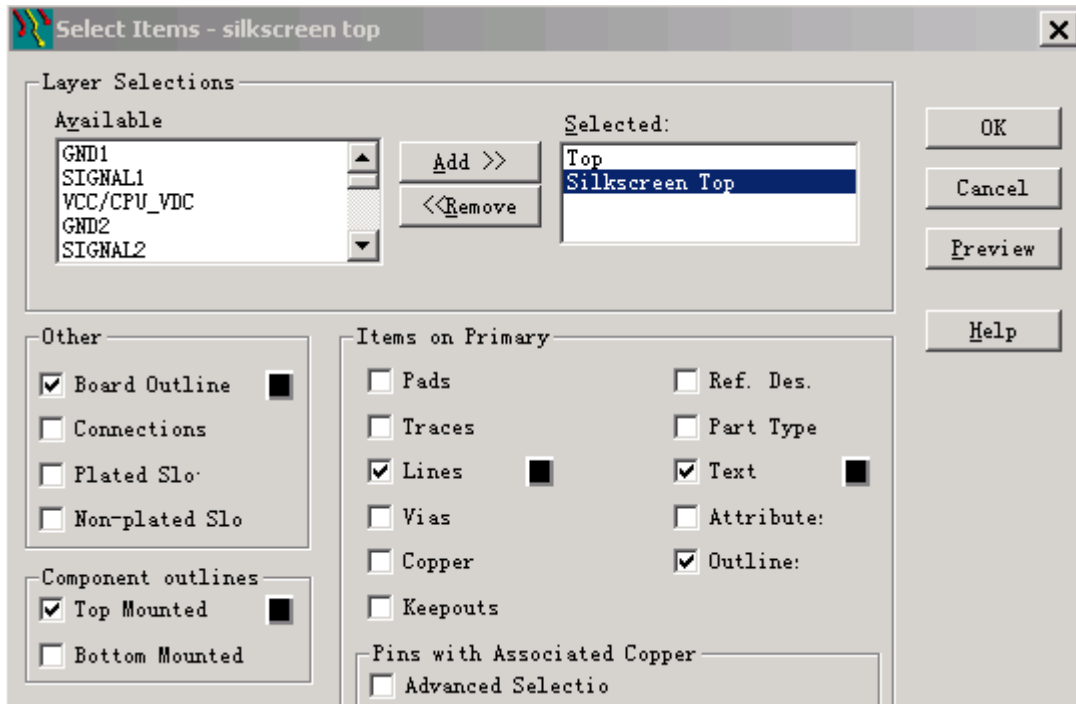 Select Items - silkscreen top
Layer Selections
Available
GND1
SIGNAL1
VCC/CPU_VDC
GND2
SIGNAL2
Add >>
<<Remove
Selected:
Top
Silkscreen Top
OK
Cancel
Preview
Help
Other
Board Outline
Connections
Plated Slo
Non-plated Slo
Component outlines
Top Mounted
Bottom Mounted
Items on Primary
Pads
Traces
Lines
Vias
Copper
Keepouts
Ref. Des.
Part Type
Text
Attribute:
Outline:
Pins with Associated Copper
Advanced Selectio